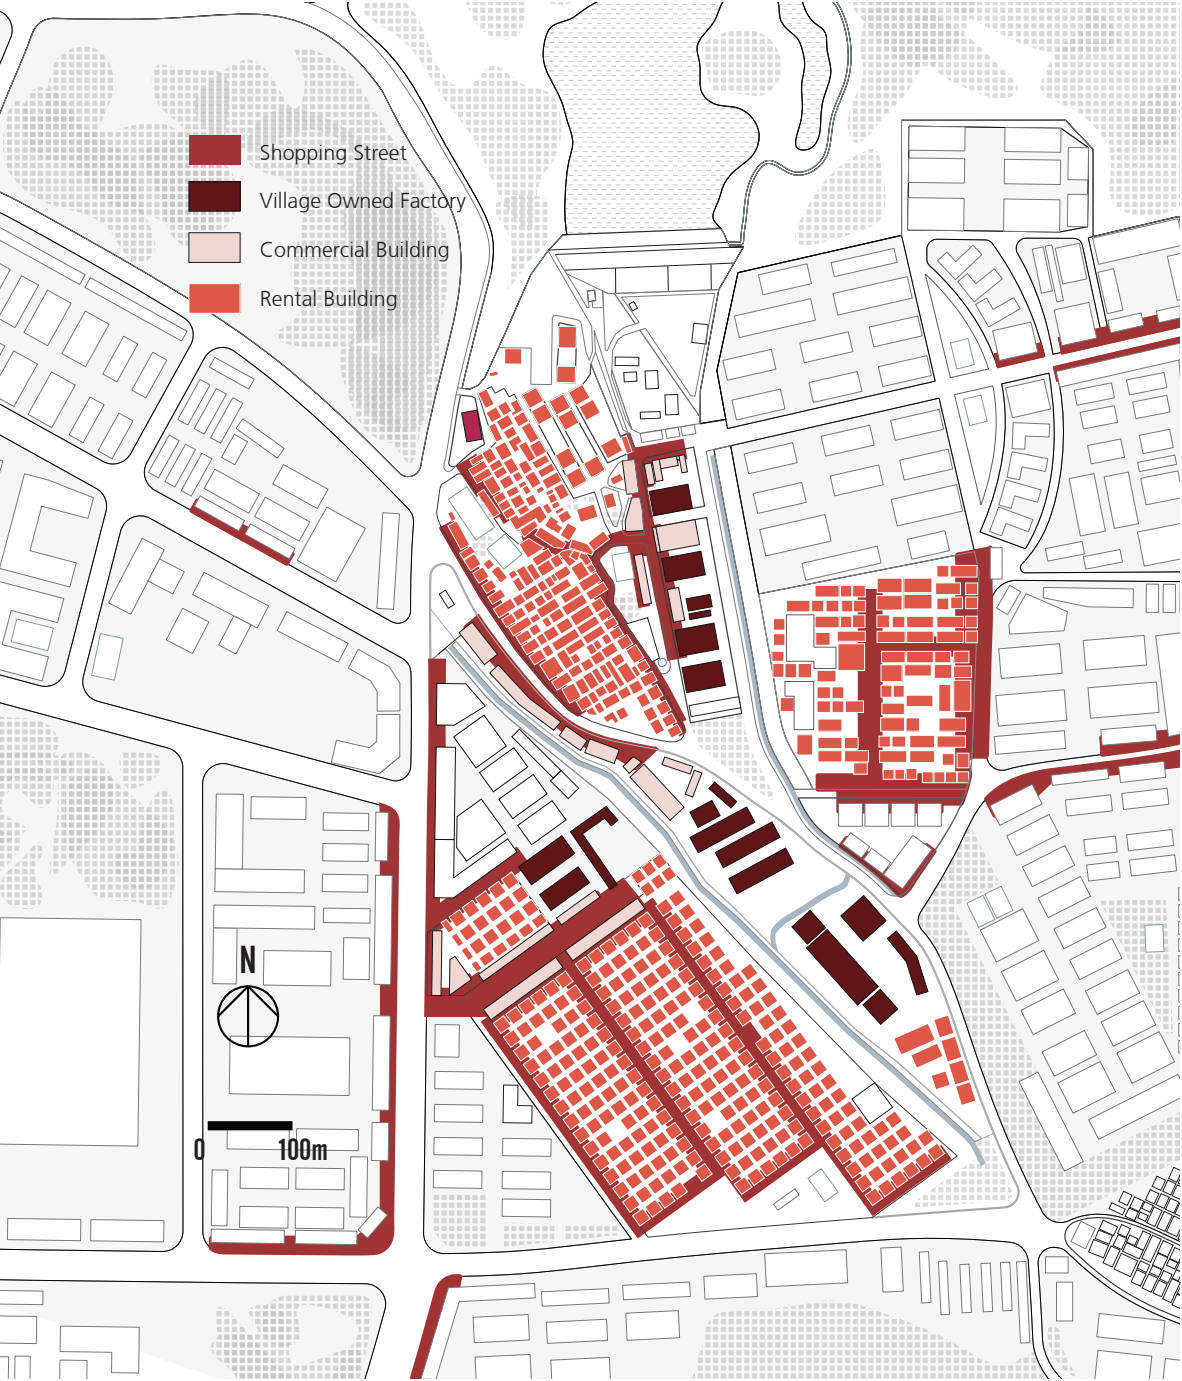 Shopping Street
Village Owned Factory
Commercial Building
Rental Building
N
0 100m